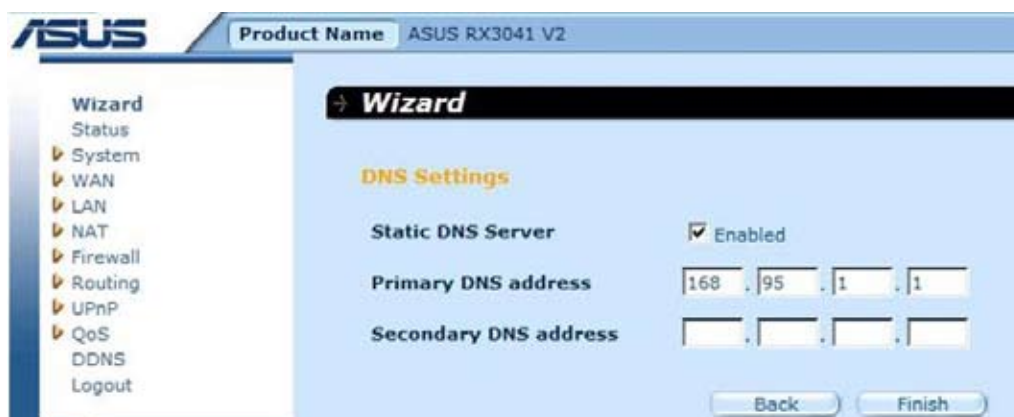 ASUS
Product Name ASUS RX3041 V2
Wizard
Status
System
WAN
LAN
NAT
Firewall
Routing
UPnP
QoS
DDNS
Logout
Wizard
DNS Settings
Static DNS Server Enabled
Primary DNS address 168 . 95 . 1 . 1
Secondary DNS address . . .
Back Finish